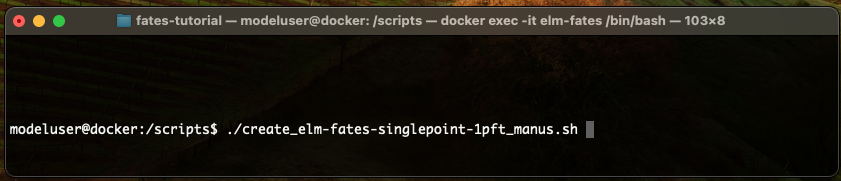 fates-tutorial — modeluser@docker: /scripts — docker exec -it elm-fates /bin/bash — 103×8
modeluser@docker:/scripts$ ./create_elm-fates-singlepoint-1pft_manus.sh